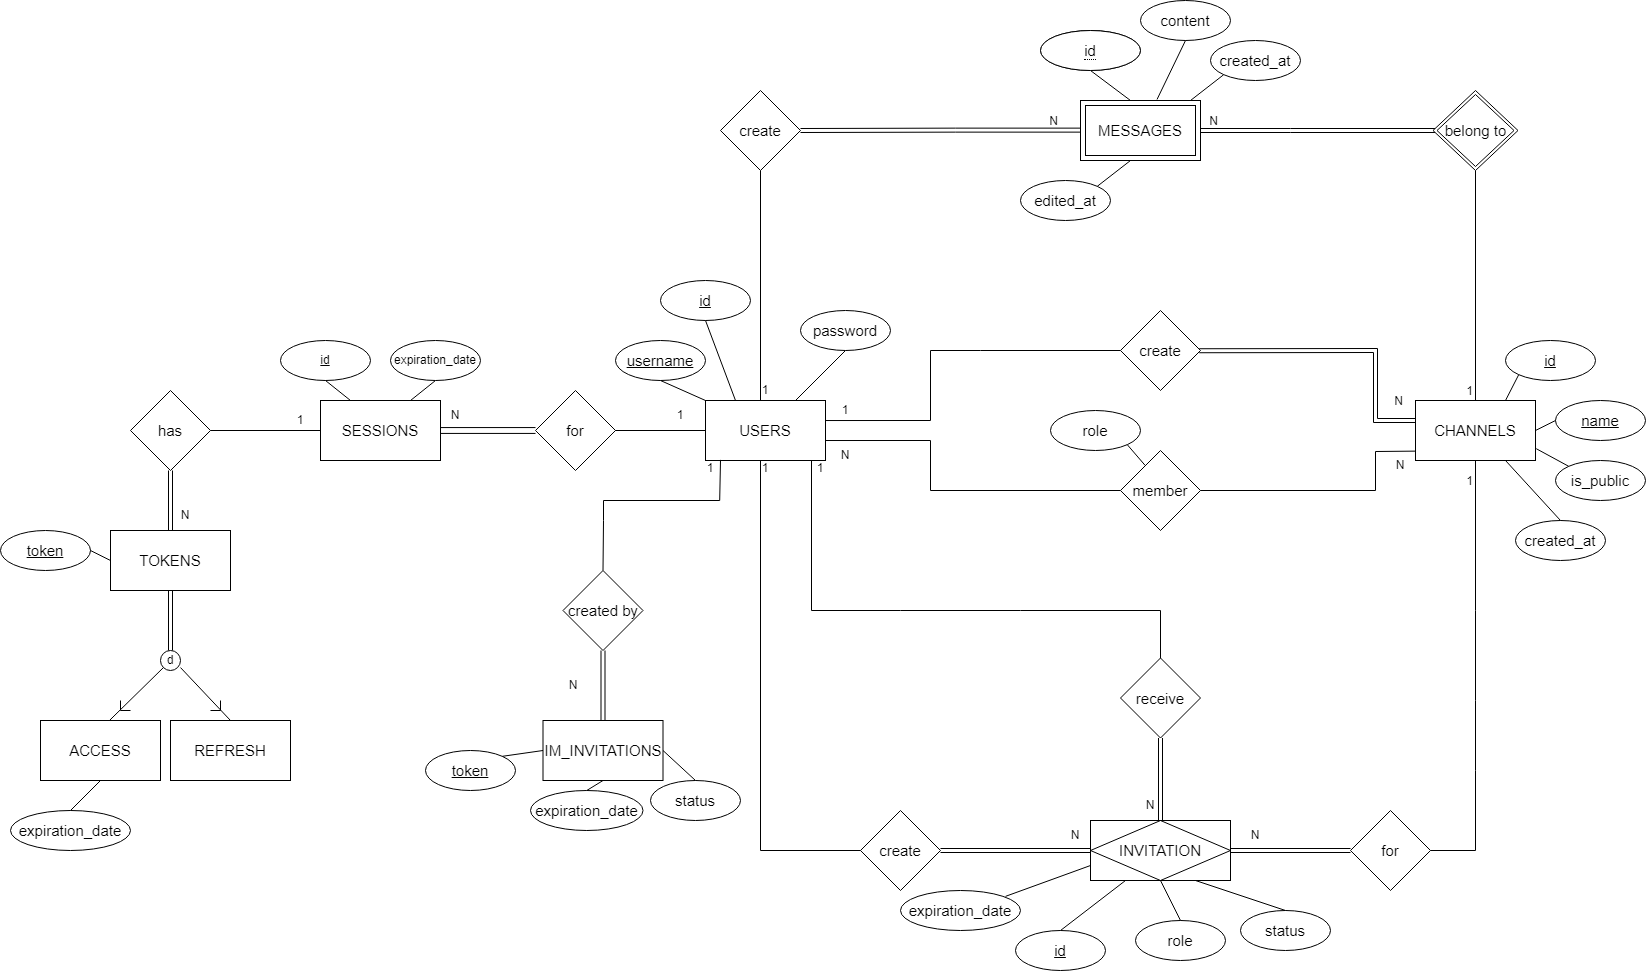 content
id
created_at
create
N
MESSAGES
N
belong to
edited_at
id
password
username
1
1
create
id
id
expiration_date
has
1
SESSIONS
N
for
1
USERS
1
N
role
member
N
N
CHANNELS
name
is_public
created_at
1
1
1
1
N
token
TOKENS
d
created by
N
receive
ACCESS
REFRESH
expiration_date
token
IM_INVITATIONS
expiration_date
status
N
create
N
INVITATION
N
for
expiration_date
id
role
status